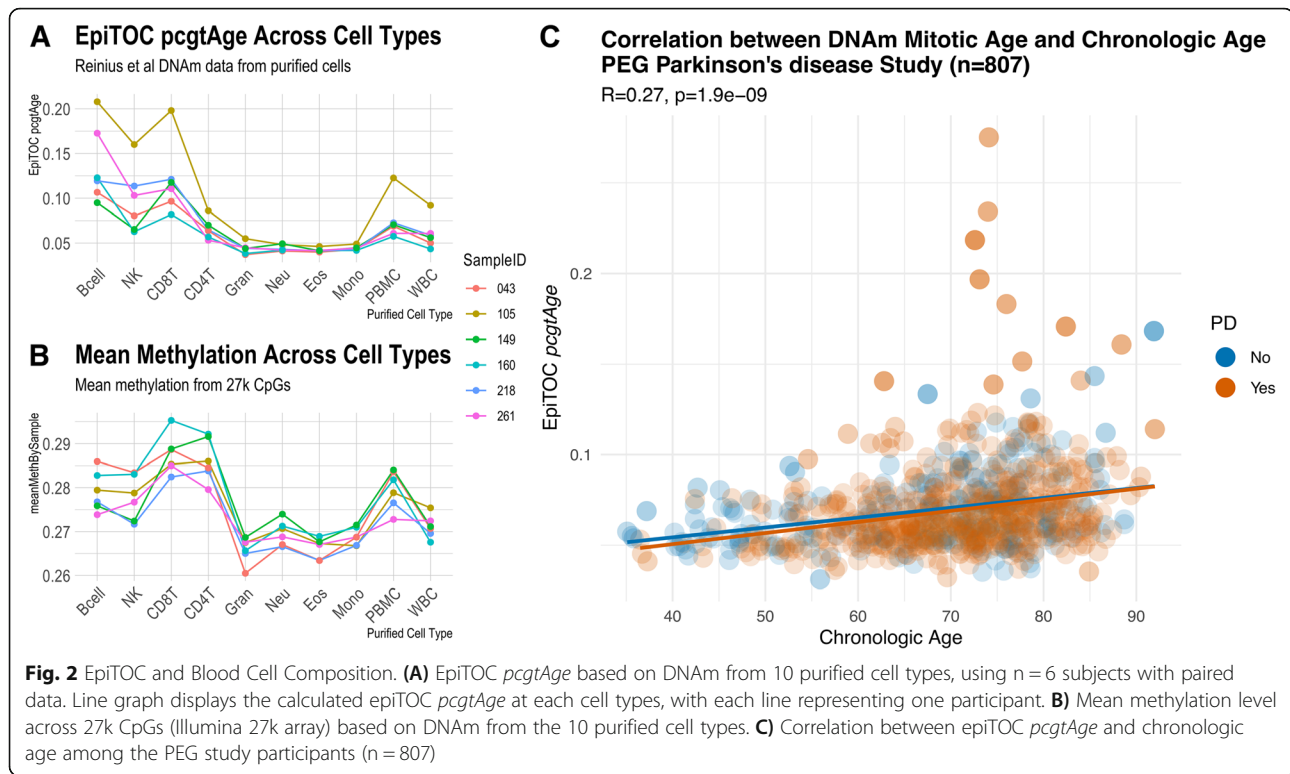 A EpiTOC pcgtAge Across Cell Types
Reinius et al DNAm data from purified cells
EpiTOC pcgtAge
0.20
0.15
0.10
0.05
Bcell
NK
CD8T
CD4T
Gran
Neu
Eos
Mono
PBMC
WBC
Purified Cell Type
B Mean Methylation Across Cell Types
Mean methylation from 27k CpGs
meanMethBySample
0.29
0.28
0.27
0.26
Bcell
NK
CD8T
CD4T
Gran
Neu
Eos
Mono
PBMC
WBC
Purified Cell Type
SampleID
043
105
149
160
218
261
C Correlation between DNAm Mitotic Age and Chronologic Age
PEG Parkinson's disease Study (n=807)
R=0.27, p=1.9e−09
EpiTOC pcgtAge
0.2
0.1
40
50
60
70
80
90
Chronologic Age
PD
No
Yes
Fig. 2 EpiTOC and Blood Cell Composition. (A) EpiTOC pcgtAge based on DNAm from 10 purified cell types, using n = 6 subjects with paired
data. Line graph displays the calculated epiTOC pcgtAge at each cell types, with each line representing one participant. B) Mean methylation level
across 27k CpGs (Illumina 27k array) based on DNAm from the 10 purified cell types. C) Correlation between epiTOC pcgtAge and chronologic
age among the PEG study participants (n = 807)